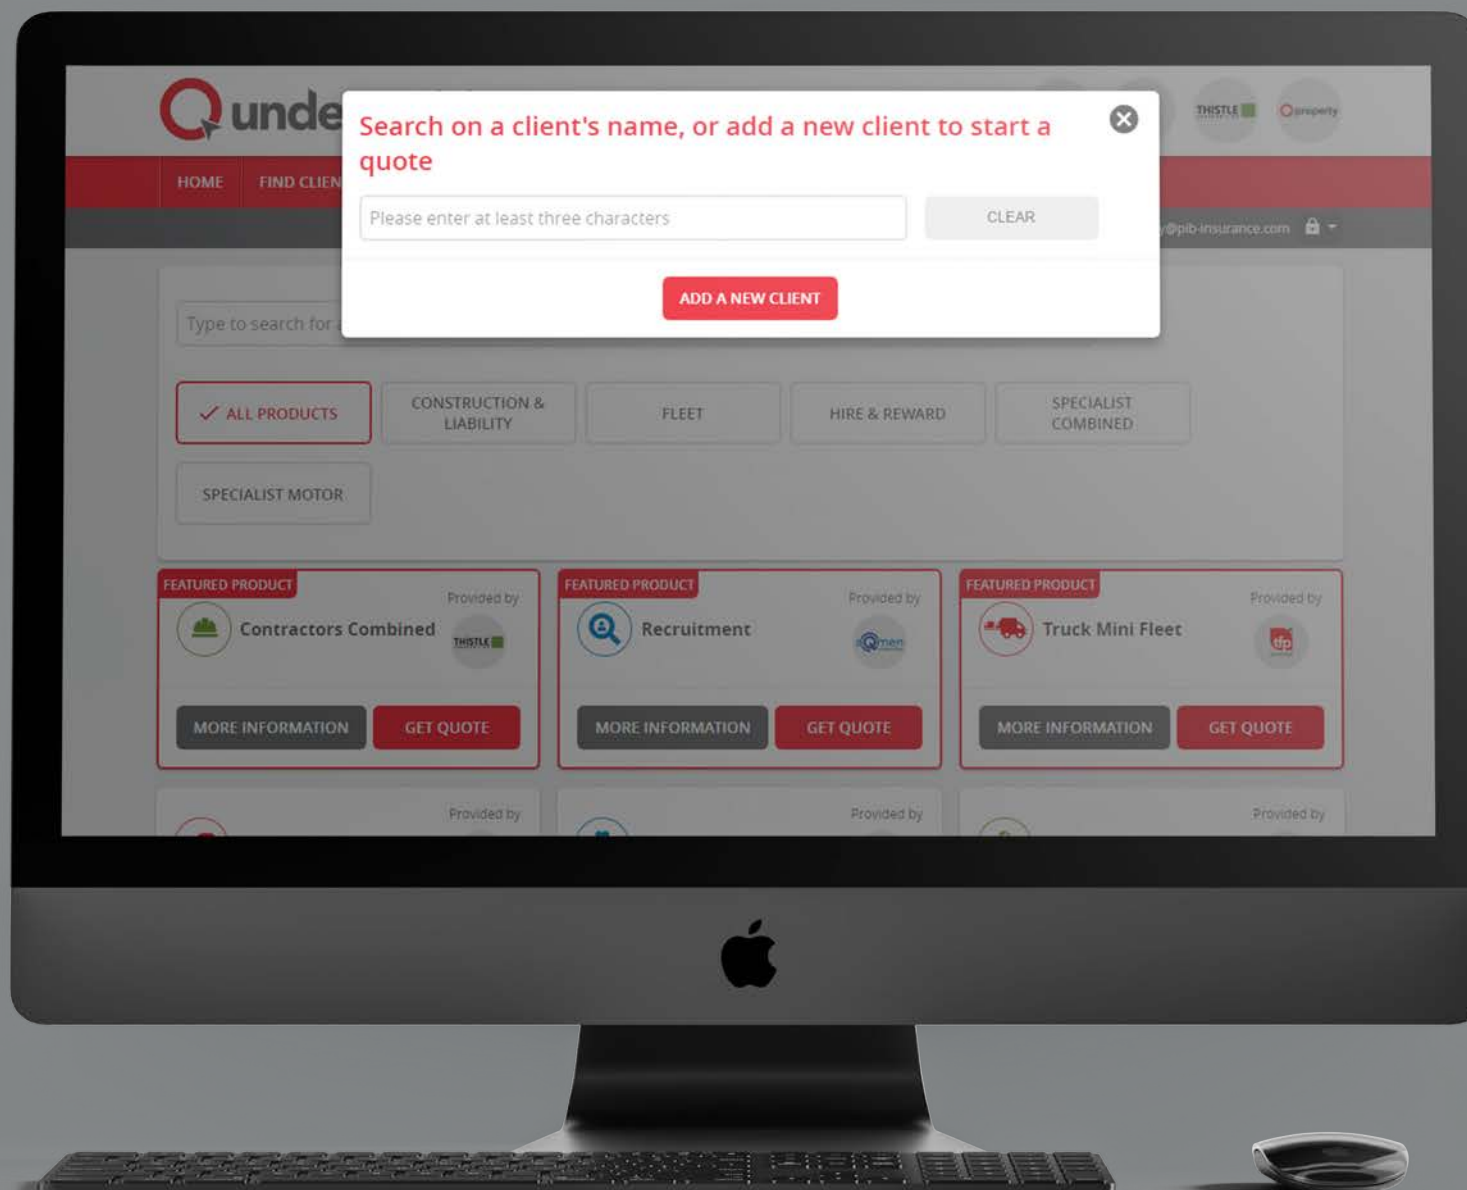 unde
THISTLE
Qproperty
Search on a client's name, or add a new client to start a
quote
HOME FIND CLIEN
Please enter at least three characters
CLEAR
y@pib-insurance.com
ADD A NEW CLIENT
Type to search for a
ALL PRODUCTS
CONSTRUCTION &
LIABILITY
FLEET
HIRE & REWARD
SPECIALIST
COMBINED
SPECIALIST MOTOR
FEATURED PRODUCT
Provided by
Contractors Combined
THISTLE
MORE INFORMATION
GET QUOTE
FEATURED PRODUCT
Provided by
Recruitment
MORE INFORMATION
GET QUOTE
FEATURED PRODUCT
Provided by
Truck Mini Fleet
tfp
MORE INFORMATION
GET QUOTE
Provided by
Provided by
Provided by